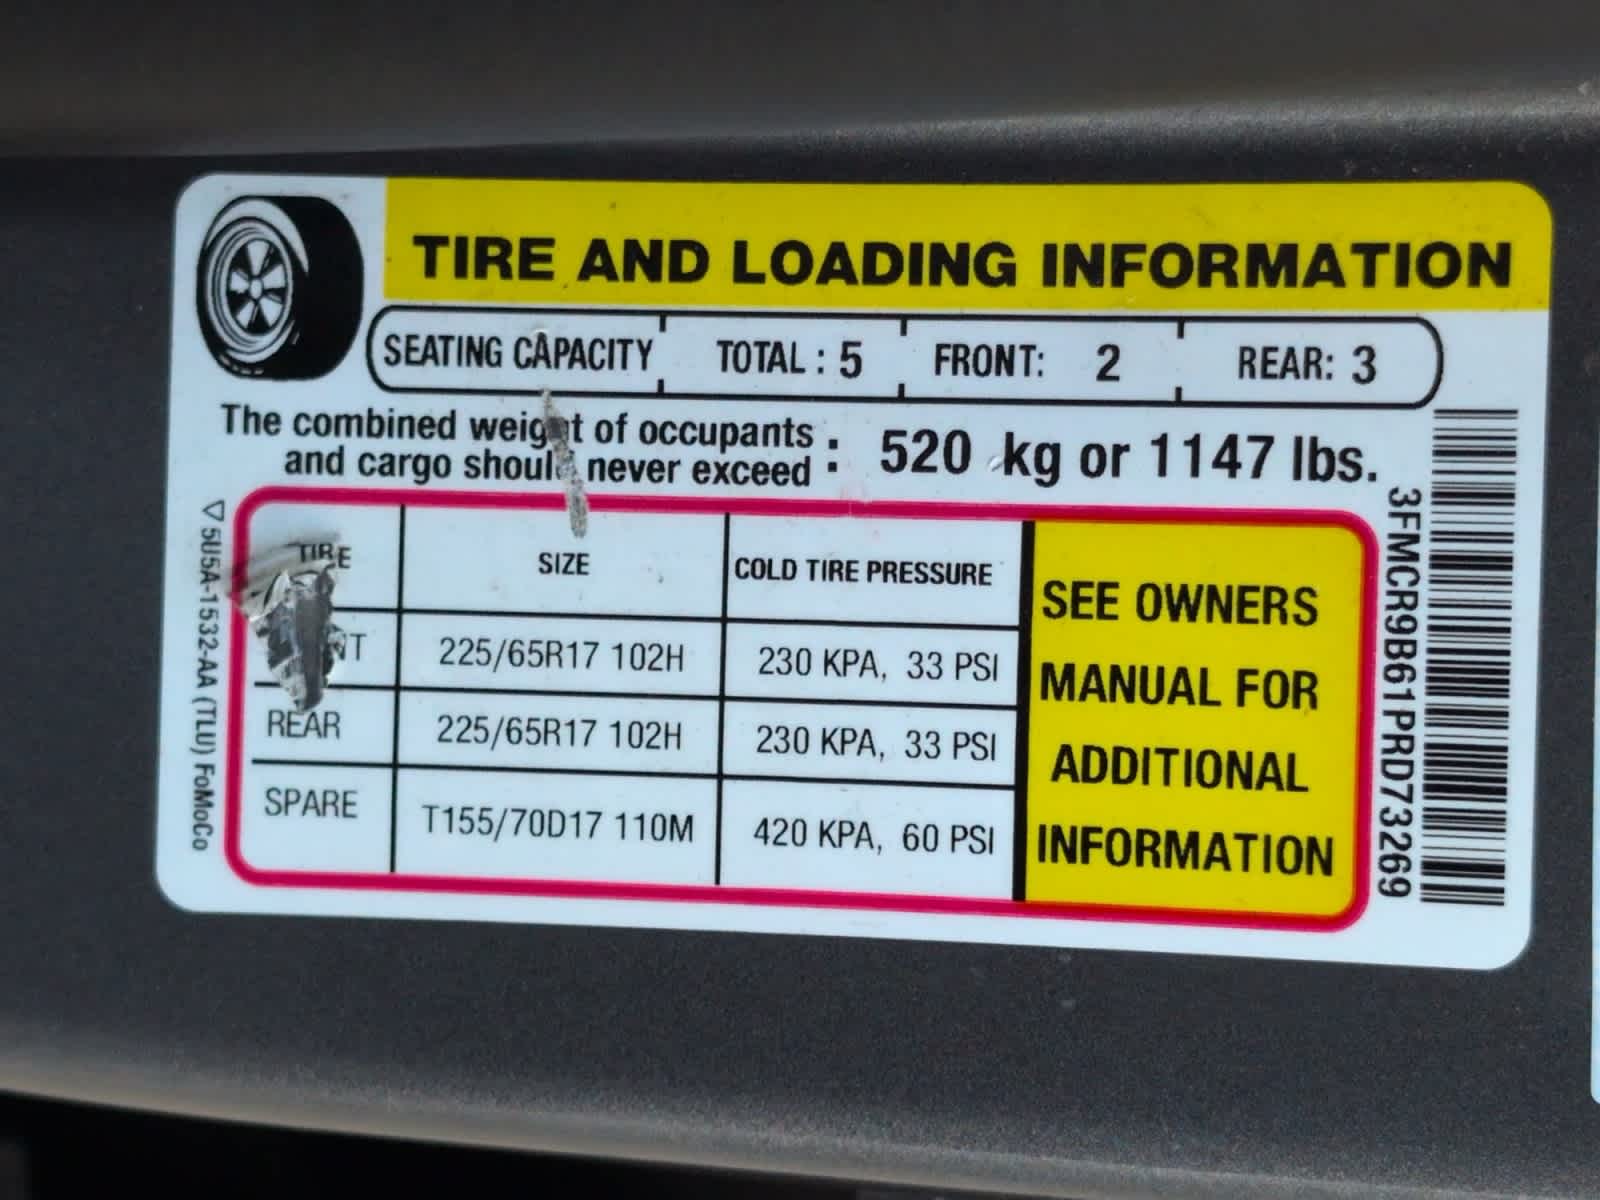 TIRE AND LOADING INFORMATION
SEATING CAPACITY TOTAL : 5 FRONT: 2 REAR: 3
The combined weight of occupants
and cargo should never exceed : 520 kg or 1147 lbs.
TIRE SIZE COLD TIRE PRESSURE
225/65R17 102H 230 KPA, 33 PSI
REAR 225/65R17 102H 230 KPA, 33 PSI
SPARE T155/70D17 110M 420 KPA, 60 PSI
SEE OWNERS
MANUAL FOR
ADDITIONAL
INFORMATION
3FMCR9B61PRD73269
5U5A-1532-AA (TLU) FoMoCo